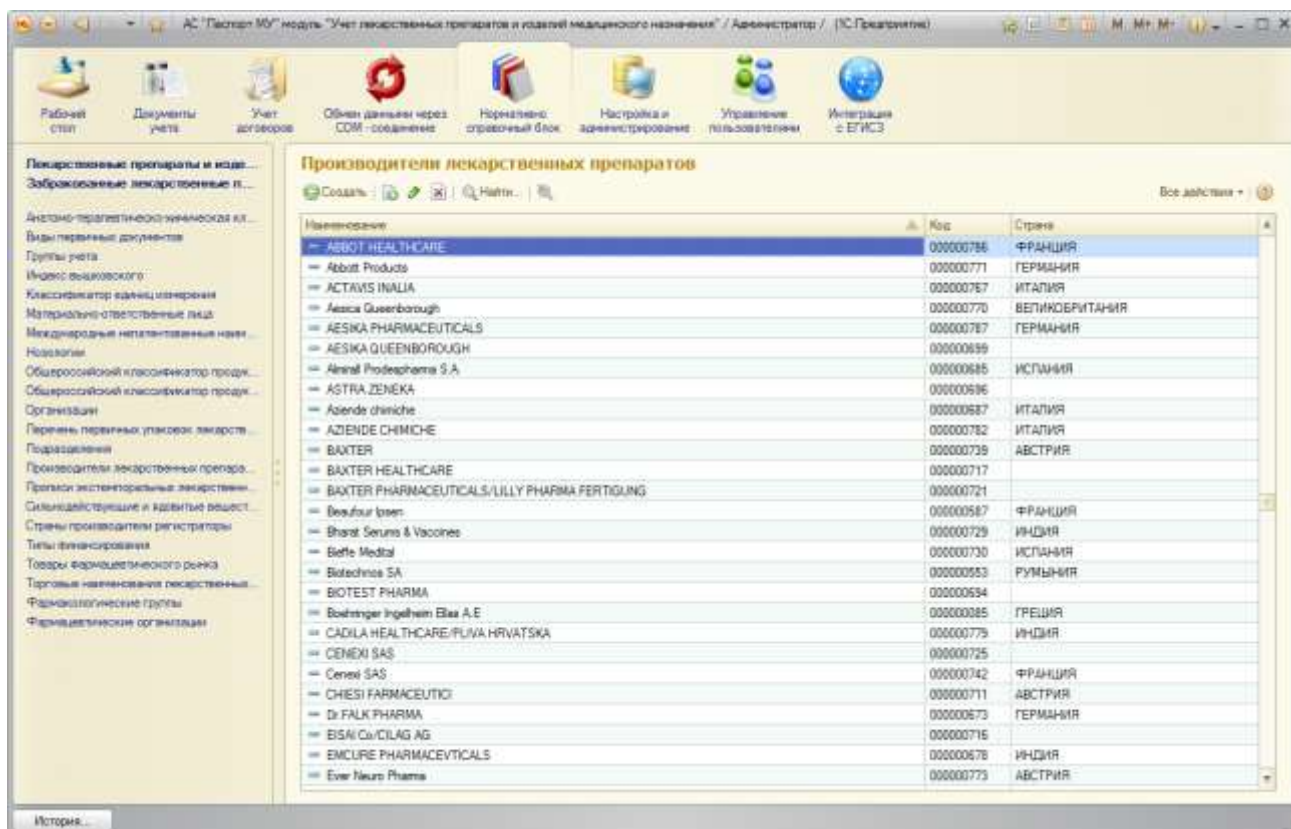 АС "Паспорт МУ" модуль "Учет лекарственных препаратов и изделий медицинского назначения" / Администратор / (1С:Предприятие)
M M+ M-
Рабочий стол
Документы учета
Учет договоров
Обмен данными через COM - соединение
Нормативно справочный блок
Настройка и администрирование
Управление пользователями
Интеграция с ЕГИСЗ
Лекарственные препараты и изде...
Забракованные лекарственные п...
Анатомо-терапевтическо-химическая кл...
Виды первичных документов
Группы учета
Индекс вышковского
Классификатор единиц измерения
Материально-ответственные лица
Международные непатентованные наим...
Нозологии
Общероссийский классификатор продук...
Общероссийский классификатор продук...
Организации
Перечень первичных упаковок лекарств...
Подразделения
Производители лекарственных препара...
Прописи экстемпоральных лекарственн...
Сильнодействующие и ядовитые вещест...
Страны производители регистраторы
Типы финансирования
Товары фармацевтического рынка
Торговые наименования лекарственных...
Фармакологические группы
Фармацевтические организации
Производители лекарственных препаратов
Создать Найти... Все действия
Наименование Код Страна
ABBOT HEALTHCARE 000000786 ФРАНЦИЯ
Abbott Products 000000771 ГЕРМАНИЯ
ACTAVIS INALIA 000000767 ИТАЛИЯ
Aesica Queenborough 000000770 ВЕЛИКОБРИТАНИЯ
AESIKA PHARMACEUTICALS 000000787 ГЕРМАНИЯ
AESIKA QUEENBOROUGH 000000699
Almirall Prodespharma S.A. 000000685 ИСПАНИЯ
ASTRA ZENEKA 000000696
Aziende chimiche 000000687 ИТАЛИЯ
AZIENDE CHIMICHE 000000782 ИТАЛИЯ
BAXTER 000000739 АВСТРИЯ
BAXTER HEALTHCARE 000000717
BAXTER PHARMACEUTICALS/LILLY PHARMA FERTIGUNG 000000721
Beaufour Ipsen 000000587 ФРАНЦИЯ
Bharat Serums & Vaccines 000000729 ИНДИЯ
Bieffe Medital 000000730 ИСПАНИЯ
Biotechnos SA 000000553 РУМЫНИЯ
BIOTEST PHARMA 000000694
Boehringer Ingelheim Ellas A.E 000000085 ГРЕЦИЯ
CADILA HEALTHCARE/PLIVA HRVATSKA 000000779 ИНДИЯ
CENEXI SAS 000000725
Cenexi SAS 000000742 ФРАНЦИЯ
CHIESI FARMACEUTICI 000000711 АВСТРИЯ
Dr.FALK PHARMA 000000673 ГЕРМАНИЯ
EISAI Co/CILAG AG 000000716
EMCURE PHARMACEVTICALS 000000678 ИНДИЯ
Ever Neuro Pharma 000000773 АВСТРИЯ
История...